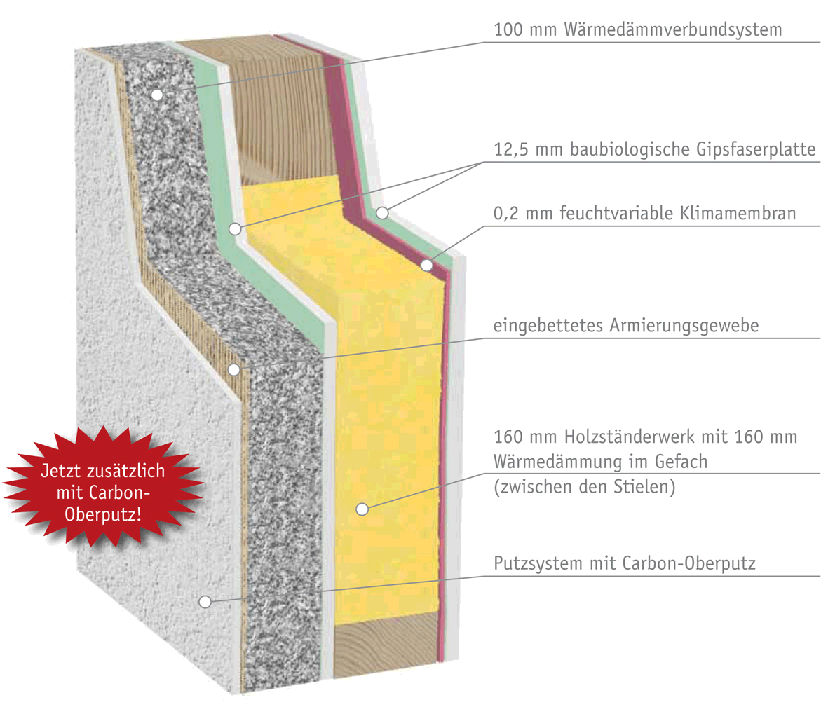 100 mm Wärmedämmverbundsystem
12,5 mm baubiologische Gipsfaserplatte
0,2 mm feuchtvariable Klimamembran
eingebettetes Armierungsgewebe
160 mm Holzständerwerk mit 160 mm
Wärmedämmung im Gefach
(zwischen den Stielen)
Putzsystem mit Carbon-Oberputz
Jetzt zusätzlich
mit Carbon-
Oberputz!